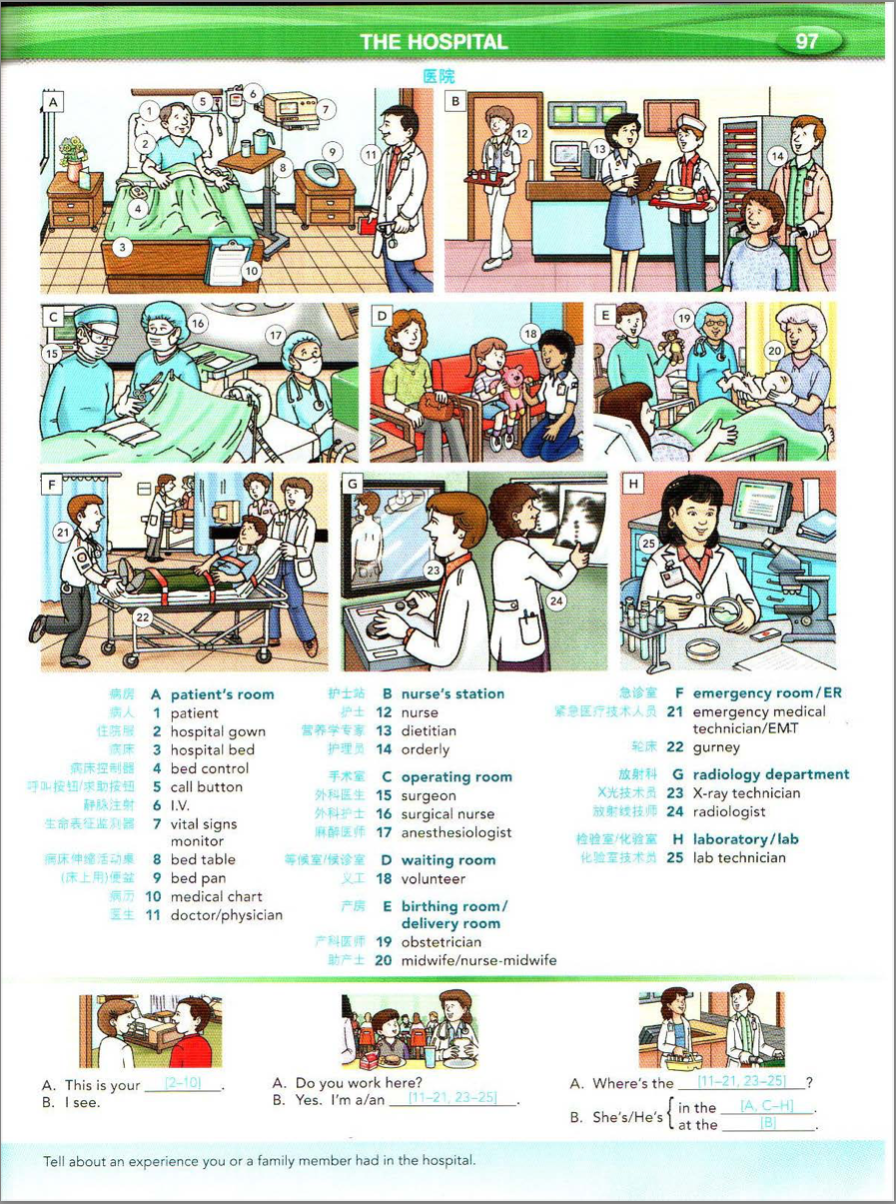 THE HOSPITAL 97
医院
A
1
2
3
4
5
6
7
8
9
10
11
B
12
13
14
C
15
16
17
D
18
E
19
20
F
21
22
G
23
24
H
25
病房 A patient's room
病人 1 patient
住院服 2 hospital gown
病床 3 hospital bed
病床控制器 4 bed control
呼叫按钮/求助按钮 5 call button
静脉注射 6 I.V.
生命表征监测器 7 vital signs
monitor
病床伸缩活动桌 8 bed table
(床上用)便盆 9 bed pan
病历 10 medical chart
医生 11 doctor/physician
护士站 B nurse's station
护士 12 nurse
营养学专家 13 dietitian
护理员 14 orderly
手术室 C operating room
外科医生 15 surgeon
外科护士 16 surgical nurse
麻醉医师 17 anesthesiologist
等候室/候诊室 D waiting room
义工 18 volunteer
产房 E birthing room/
delivery room
产科医师 19 obstetrician
助产士 20 midwife/nurse-midwife
急诊室 F emergency room/ER
紧急医疗技术人员 21 emergency medical
technician/EMT
轮床 22 gurney
放射科 G radiology department
X光技术员 23 X-ray technician
放射线技师 24 radiologist
检验室/化验室 H laboratory/lab
化验室技术员 25 lab technician
A. This is your [2–10].
B. I see.
A. Do you work here?
B. Yes. I'm a/an [11–21, 23–25].
A. Where's the [11–21, 23–25]?
B. She's/He's { in the [A, C–H].
at the [B].
Tell about an experience you or a family member had in the hospital.